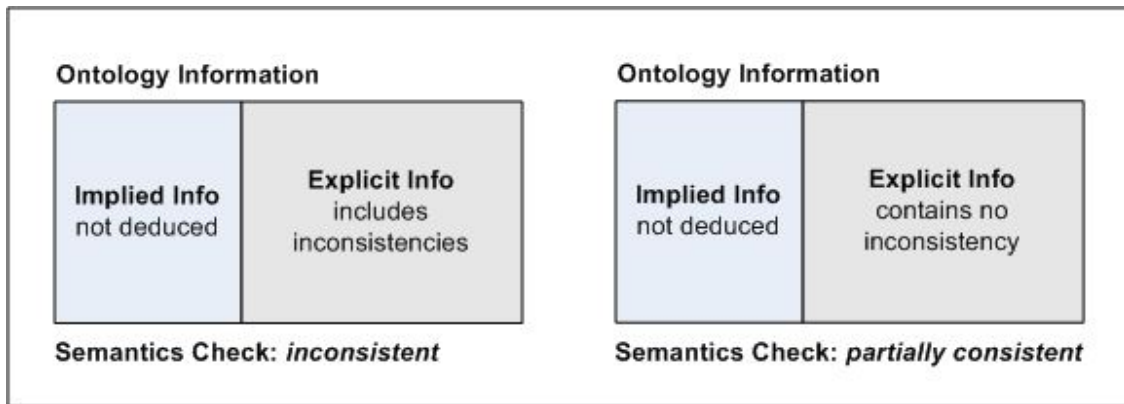 Ontology Information
Implied Info
not deduced
Explicit Info
includes
inconsistencies
Semantics Check: inconsistent
Ontology Information
Implied Info
not deduced
Explicit Info
contains no
inconsistency
Semantics Check: partially consistent